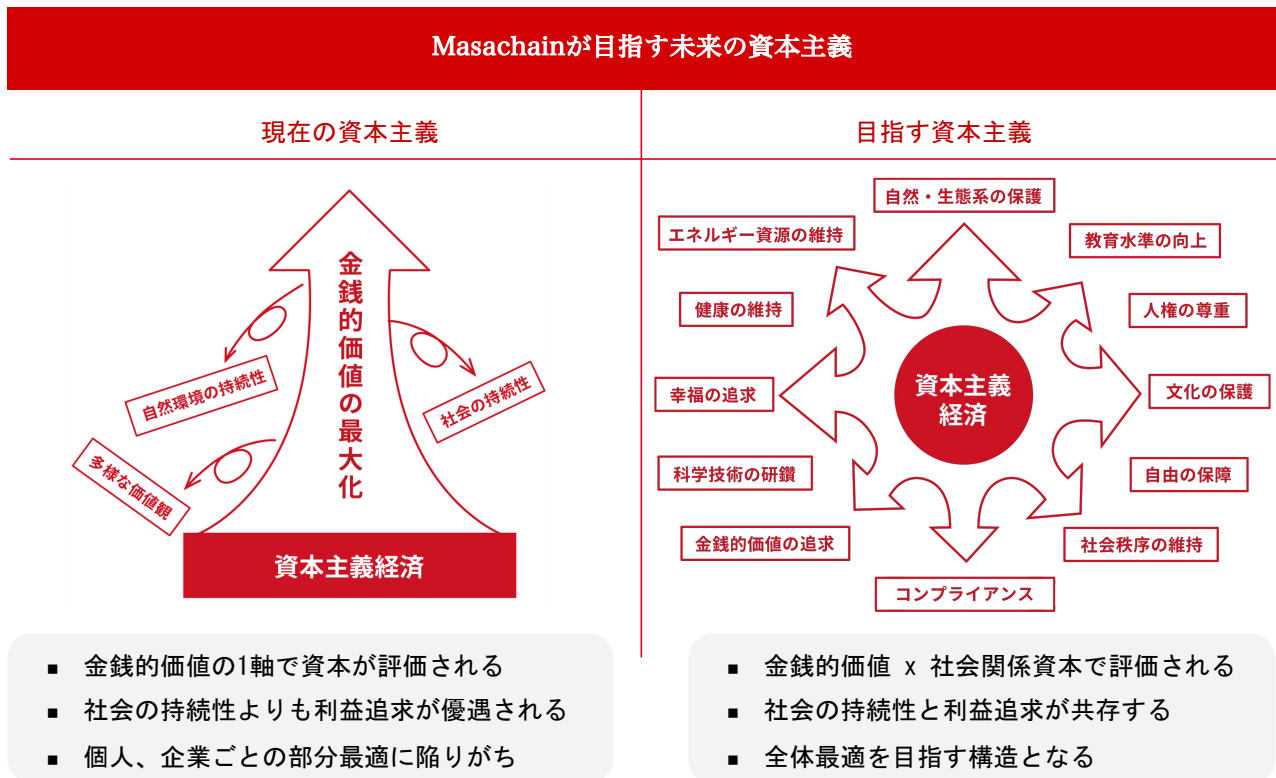 Masachainが目指す未来の資本主義
現在の資本主義
金銭的価値の最大化
自然環境の持続性
社会の持続性
多様な価値観
資本主義経済
■ 金銭的価値の1軸で資本が評価される
■ 社会の持続性よりも利益追求が優遇される
■ 個人、企業ごとの部分最適に陥りがち
目指す資本主義
自然・生態系の保護
エネルギー資源の維持
教育水準の向上
健康の維持
人権の尊重
幸福の追求
資本主義
経済
文化の保護
科学技術の研鑽
自由の保障
金銭的価値の追求
社会秩序の維持
コンプライアンス
■ 金銭的価値 x 社会関係資本で評価される
■ 社会の持続性と利益追求が共存する
■ 全体最適を目指す構造となる